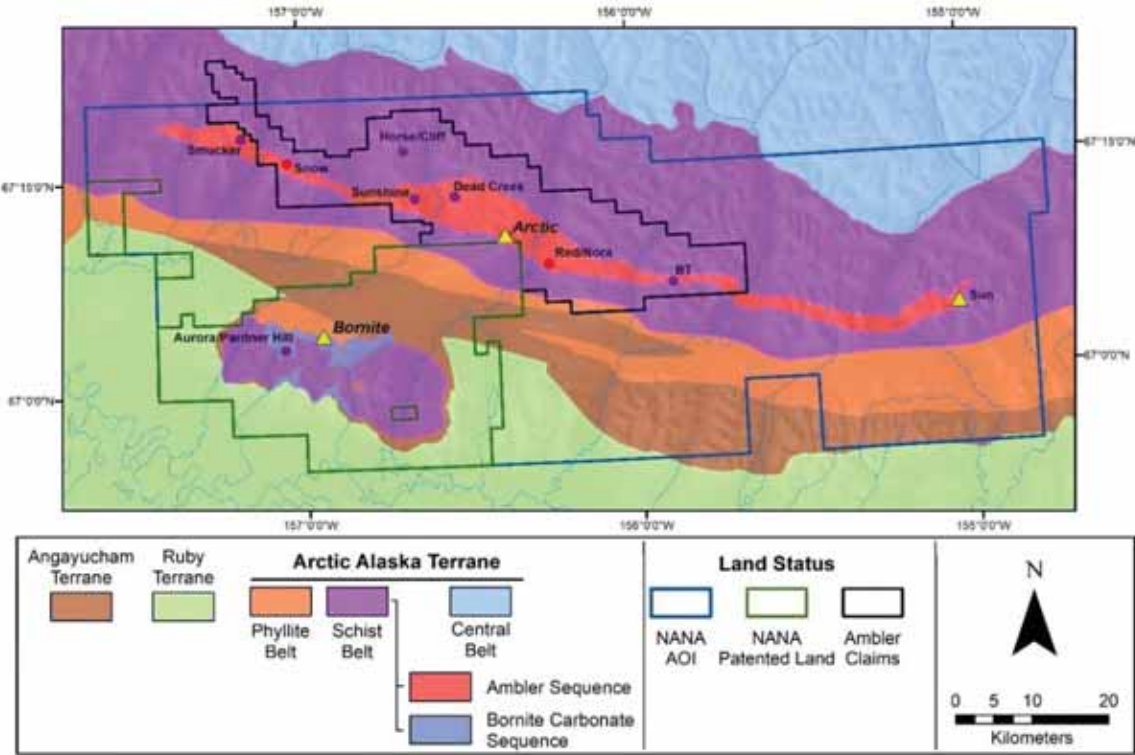 157°0'0"W 156°0'0"W 155°0'0"W
67°15'0"N
67°15'0"N
Smucker
Horse/Cliff
Snow
Sunshine
Dead Creek
Arctic
Red/Nora
BT
Sun
Bornite
Aurora/Pardner Hill
67°0'0"N
67°0'0"N
157°0'0"W 156°0'0"W 155°0'0"W
Angayucham
Terrane
Ruby
Terrane
Arctic Alaska Terrane
Phyllite
Belt
Schist
Belt
Central
Belt
Ambler Sequence
Bornite Carbonate
Sequence
Land Status
NANA
AOI
NANA
Patented Land
Ambler
Claims
N
0 5 10 20
Kilometers